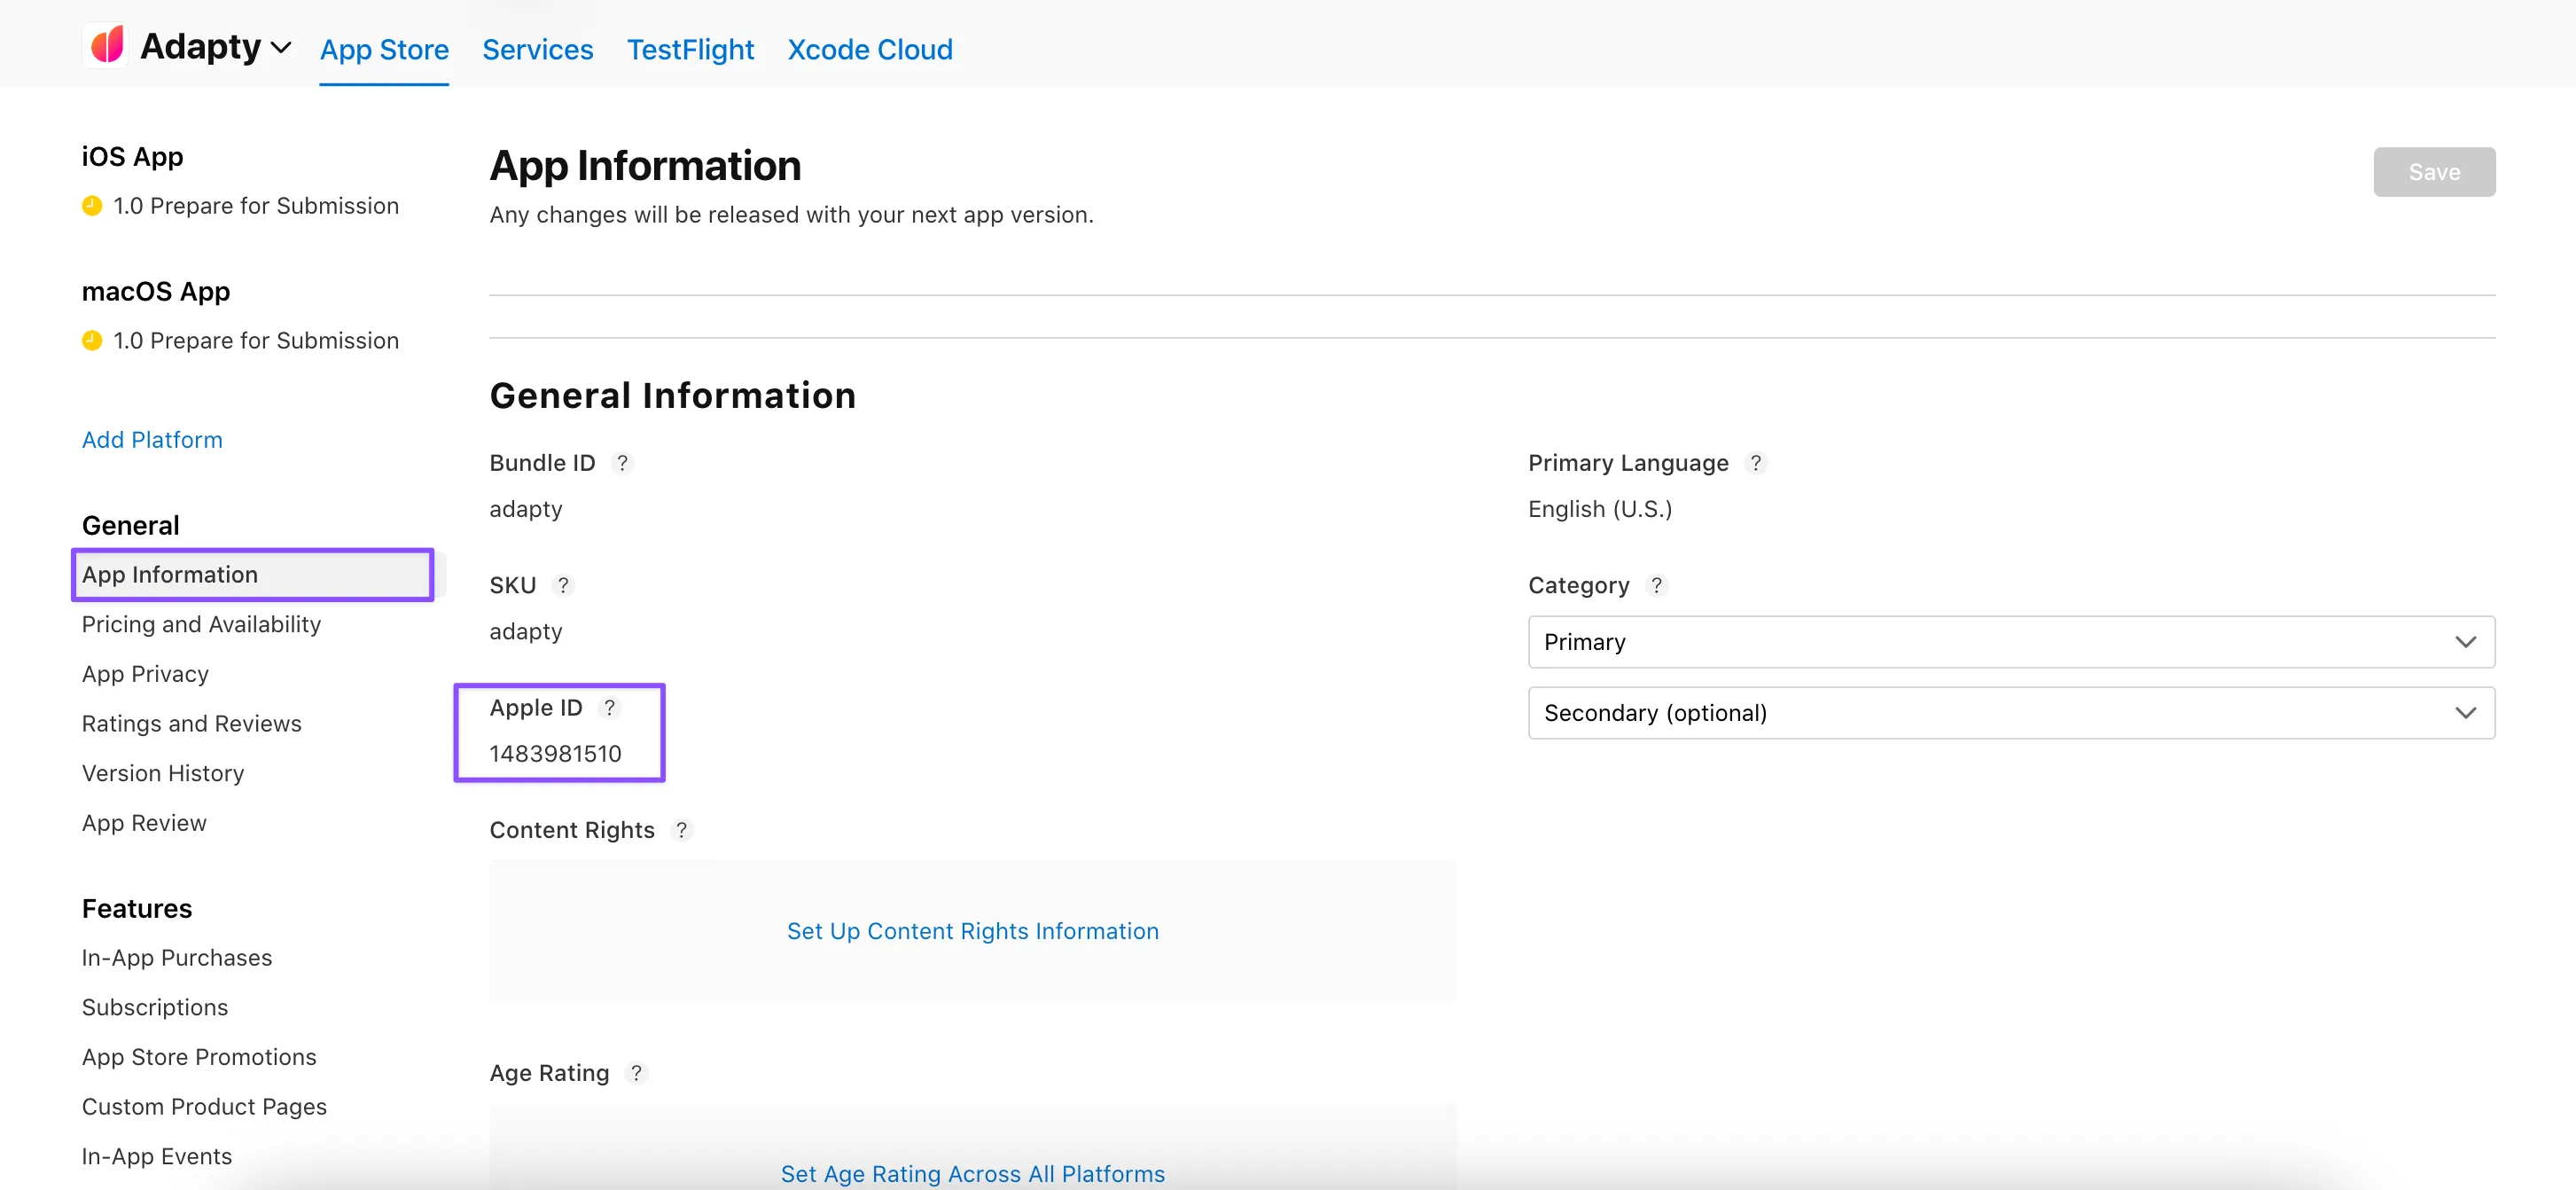 Adapty
App Store
Services
TestFlight
Xcode Cloud
iOS App
1.0 Prepare for Submission
macOS App
1.0 Prepare for Submission
Add Platform
General
App Information
Pricing and Availability
App Privacy
Ratings and Reviews
Version History
App Review
Features
In-App Purchases
Subscriptions
App Store Promotions
Custom Product Pages
In-App Events
App Information
Save
Any changes will be released with your next app version.
General Information
Bundle ID ?
adapty
SKU ?
adapty
Apple ID ?
1483981510
Content Rights ?
Set Up Content Rights Information
Age Rating ?
Set Age Rating Across All Platforms
Primary Language ?
English (U.S.)
Category ?
Primary
Secondary (optional)